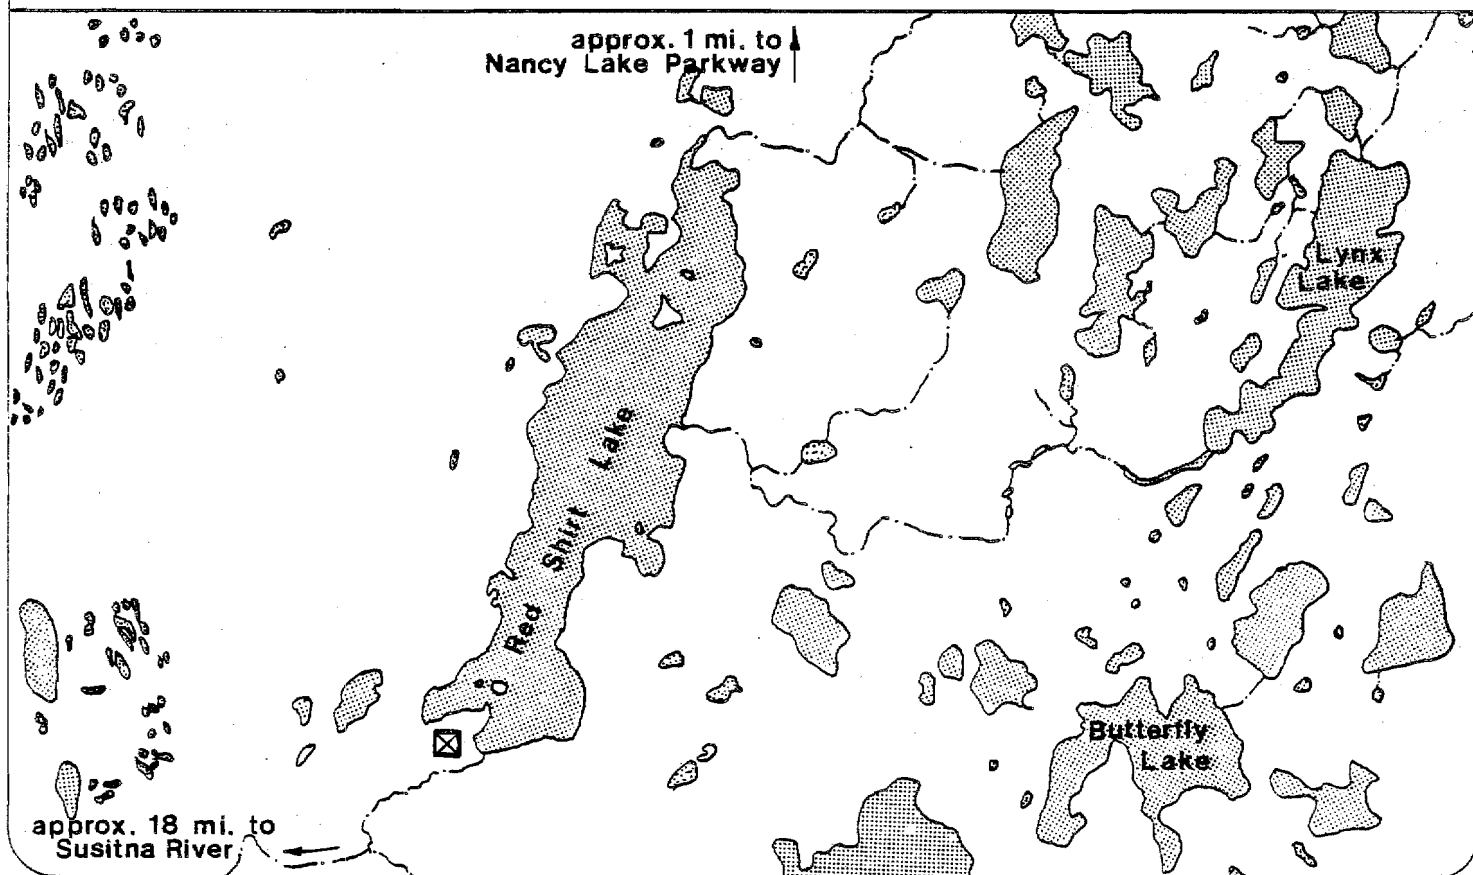 approx. 1 mi. to
Nancy Lake Parkway
Lynx
Lake
Red Shirt Lake
Butterfly
Lake
approx. 18 mi. to
Susitna River